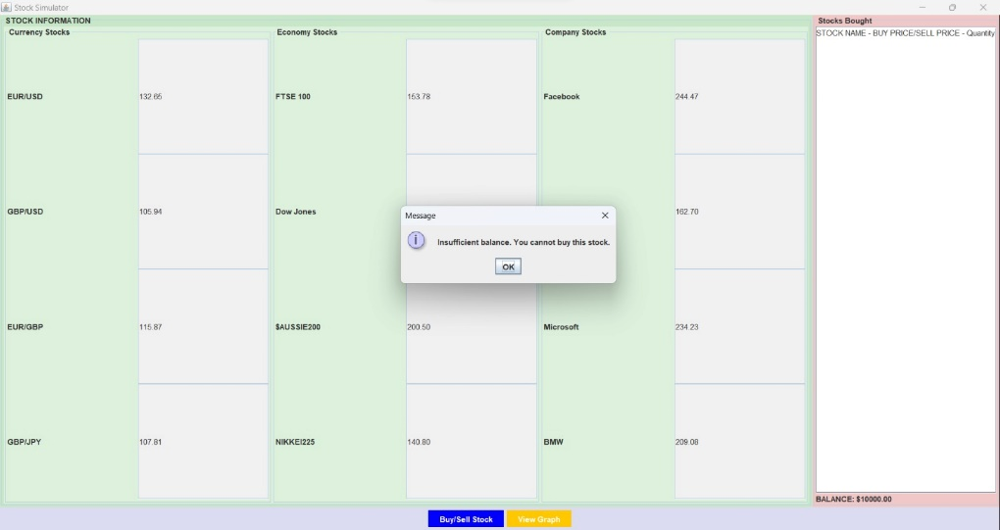 Stock Simulator
STOCK INFORMATION
Stocks Bought
Currency Stocks
Economy Stocks
Company Stocks
STOCK NAME - BUY PRICE/SELL PRICE - Quantity
EUR/USD 132.65 FTSE 100 153.78 Facebook 244.47
GBP/USD 105.94 Dow Jones 162.70
Message
Insufficient balance. You cannot buy this stock.
OK
EUR/GBP 115.87 $AUSSIE200 200.50 Microsoft 234.23
GBP/JPY 107.81 NIKKEI225 140.80 BMW 209.08
BALANCE: $10000.00
Buy/Sell Stock View Graph